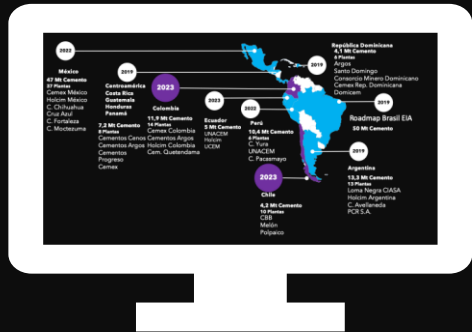 2022
México
47 Mt Cemento
37 Plantas
Cemex México
Holcim México
C. Chihuahua
Cruz Azul
C. Fortaleza
C. Moctezuma
2019
Centroamérica
Costa Rica
Guatemala
Honduras
Panamá
7,2 Mt Cemento
8 Plantas
Cementos Cenos
Cementos Argos
Cementos
Progreso
Cemex
2023
Colombia
11,9 Mt Cemento
14 Plantas
Cemex Colombia
Cementos Argos
Holcim Colombia
Cem. Quetendama
2023
Ecuador
5 Mt Cemento
UNACEM
Holcim
UCEM
2022
Perú
10,4 Mt Cemento
6 Plantas
C. Yura
UNACEM
C. Pacasmayo
2023
Chile
4,2 Mt Cemento
10 Plantas
CBB
Melón
Polpaico
República Dominicana
4,1 Mt Cemento
6 Plantas
2019
Argos
Santo Domingo
Consorcio Minero Dominicano
Cemex Rep. Dominicana
Domicem
2019
Roadmap Brasil EIA
50 Mt Cemento
2019
Argentina
13,3 Mt Cemento
13 Plantas
Loma Negra CIASA
Holcim Argentina
C. Avellaneda
PCR S.A.